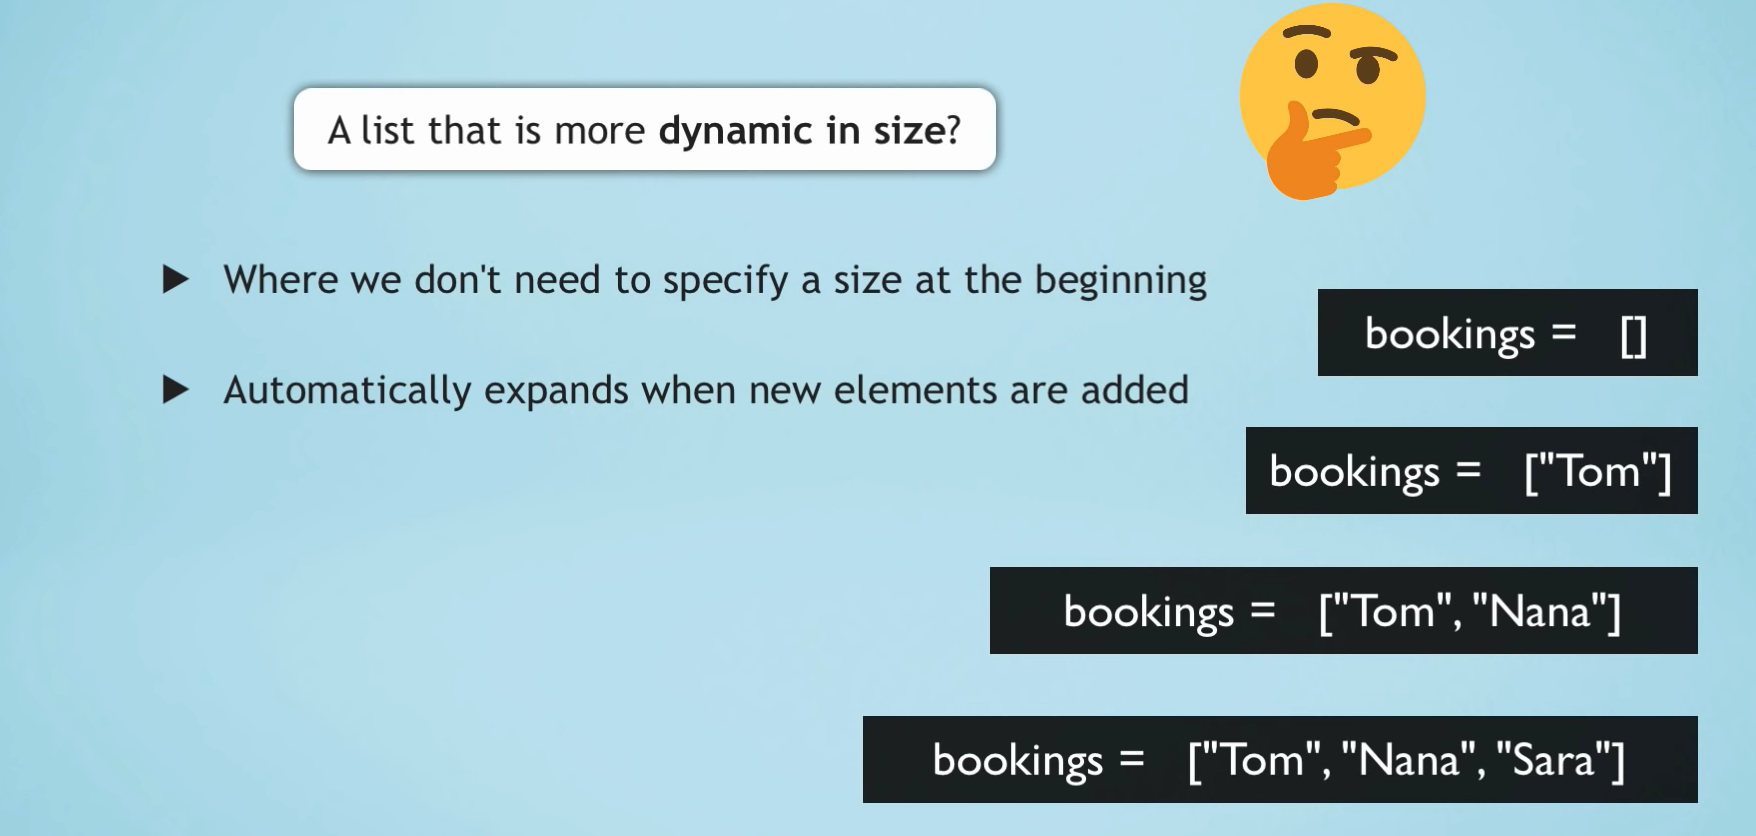 A list that is more dynamic in size?
Where we don't need to specify a size at the beginning
Automatically expands when new elements are added
bookings = []
bookings = ["Tom"]
bookings = ["Tom", "Nana"]
bookings = ["Tom", "Nana", "Sara"]